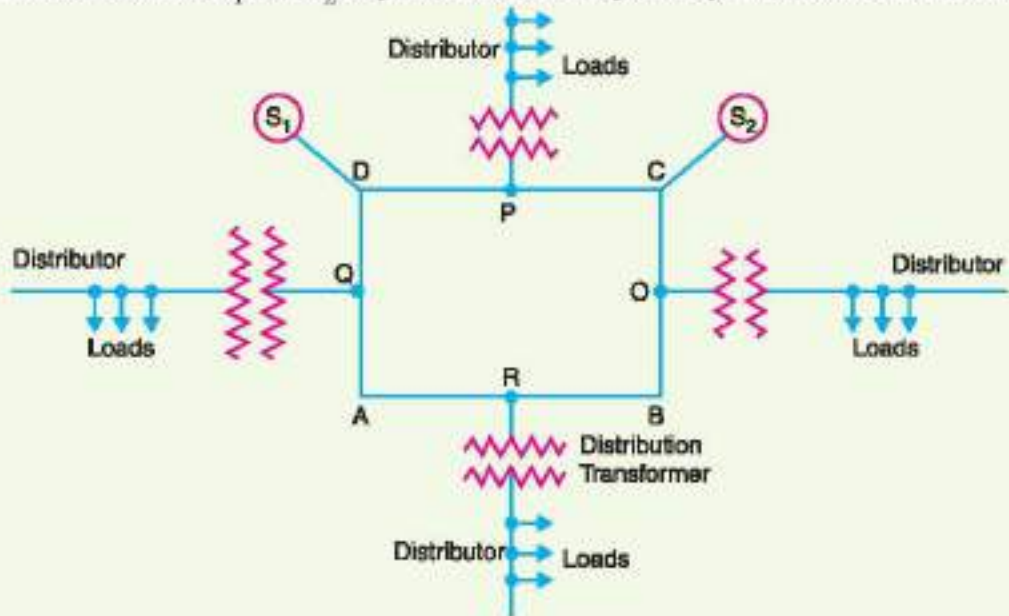 Distributor
Loads
S₁
S₂
D
C
P
Distributor
Q
O
Distributor
Loads
Loads
R
A
B
Distribution
Transformer
Distributor
Loads